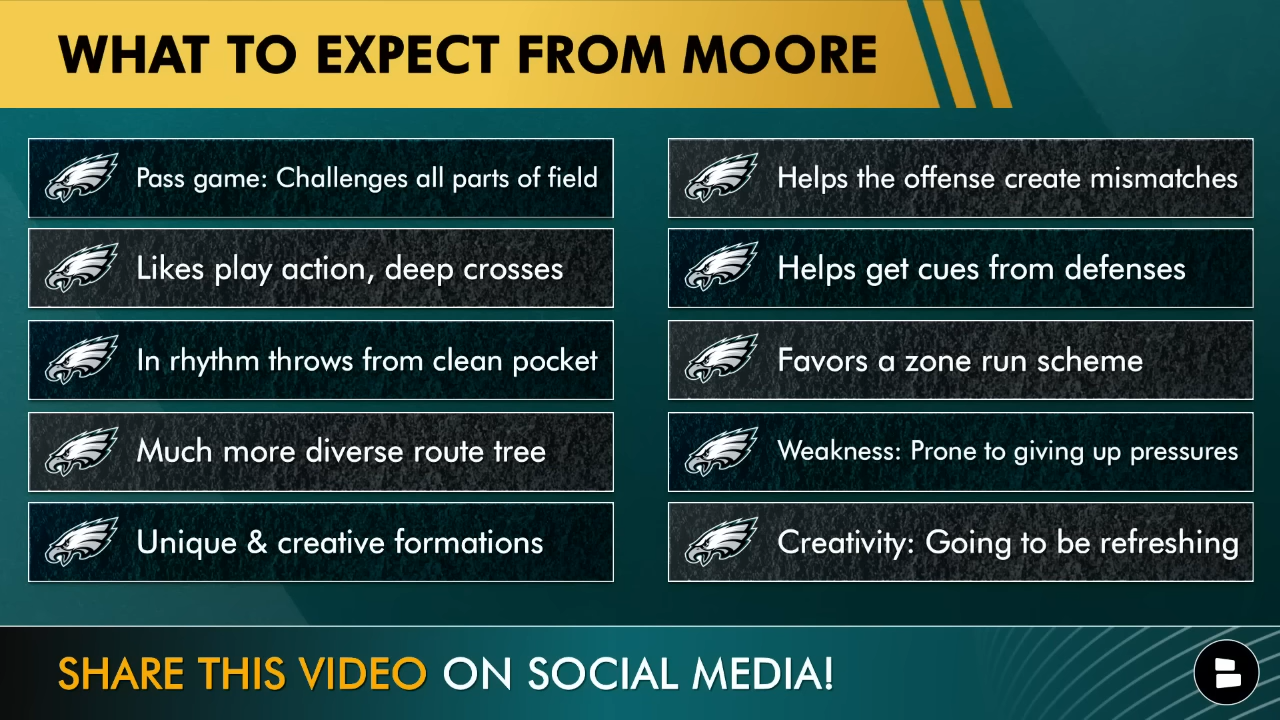 WHAT TO EXPECT FROM MOORE
Pass game: Challenges all parts of field
Likes play action, deep crosses
In rhythm throws from clean pocket
Much more diverse route tree
Unique & creative formations
Helps the offense create mismatches
Helps get cues from defenses
Favors a zone run scheme
Weakness: Prone to giving up pressures
Creativity: Going to be refreshing
SHARE THIS VIDEO ON SOCIAL MEDIA!